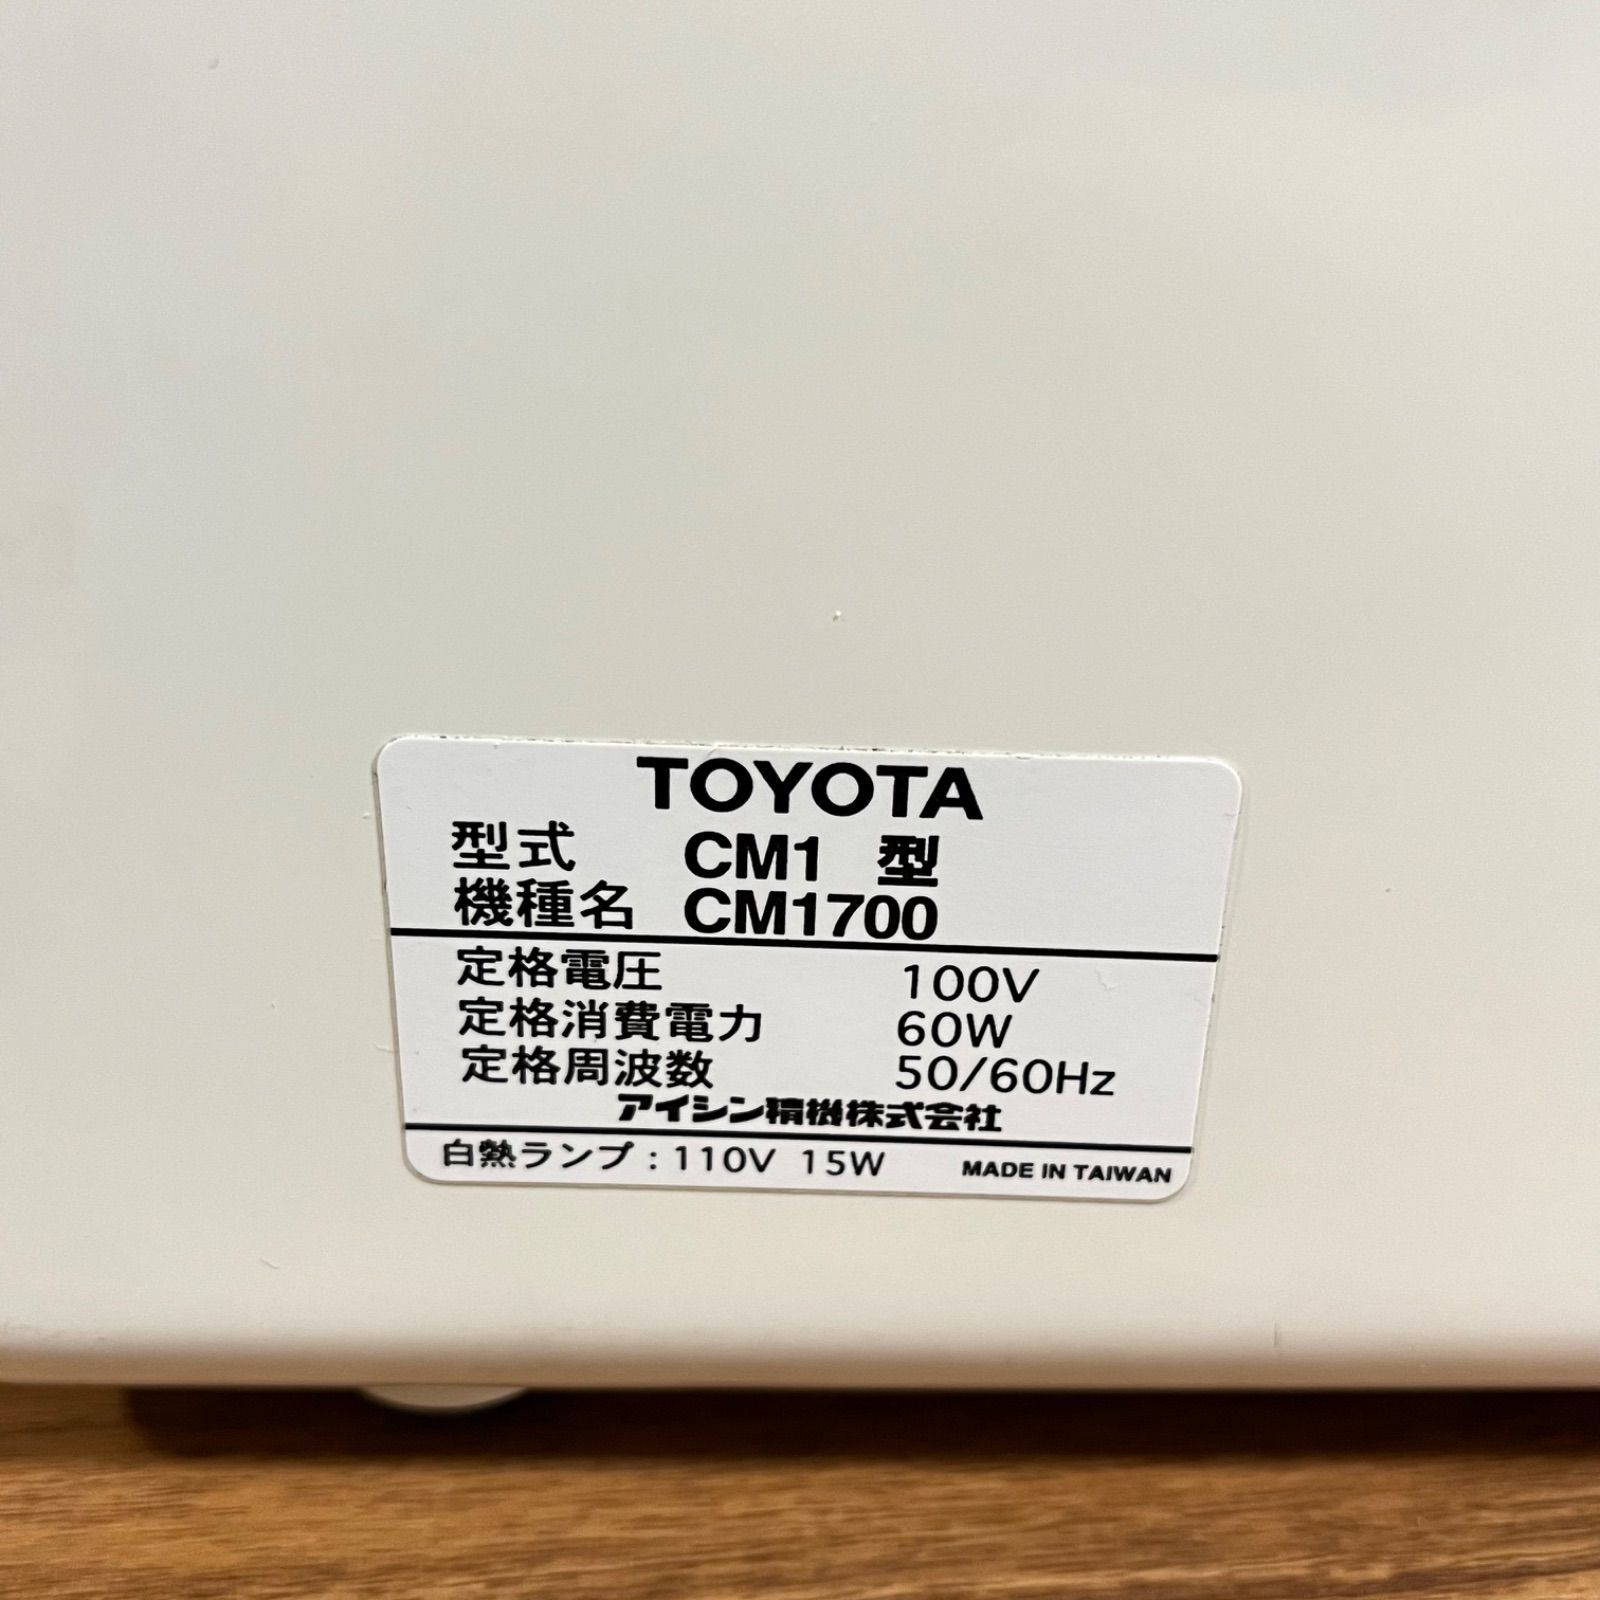 TOYOTA
型式 CM1 型
機種名 CM1700
定格電圧 100V
定格消費電力 60W
定格周波数 50/60Hz
アイシン精機株式会社
白熱ランプ：110V 15W MADE IN TAIWAN